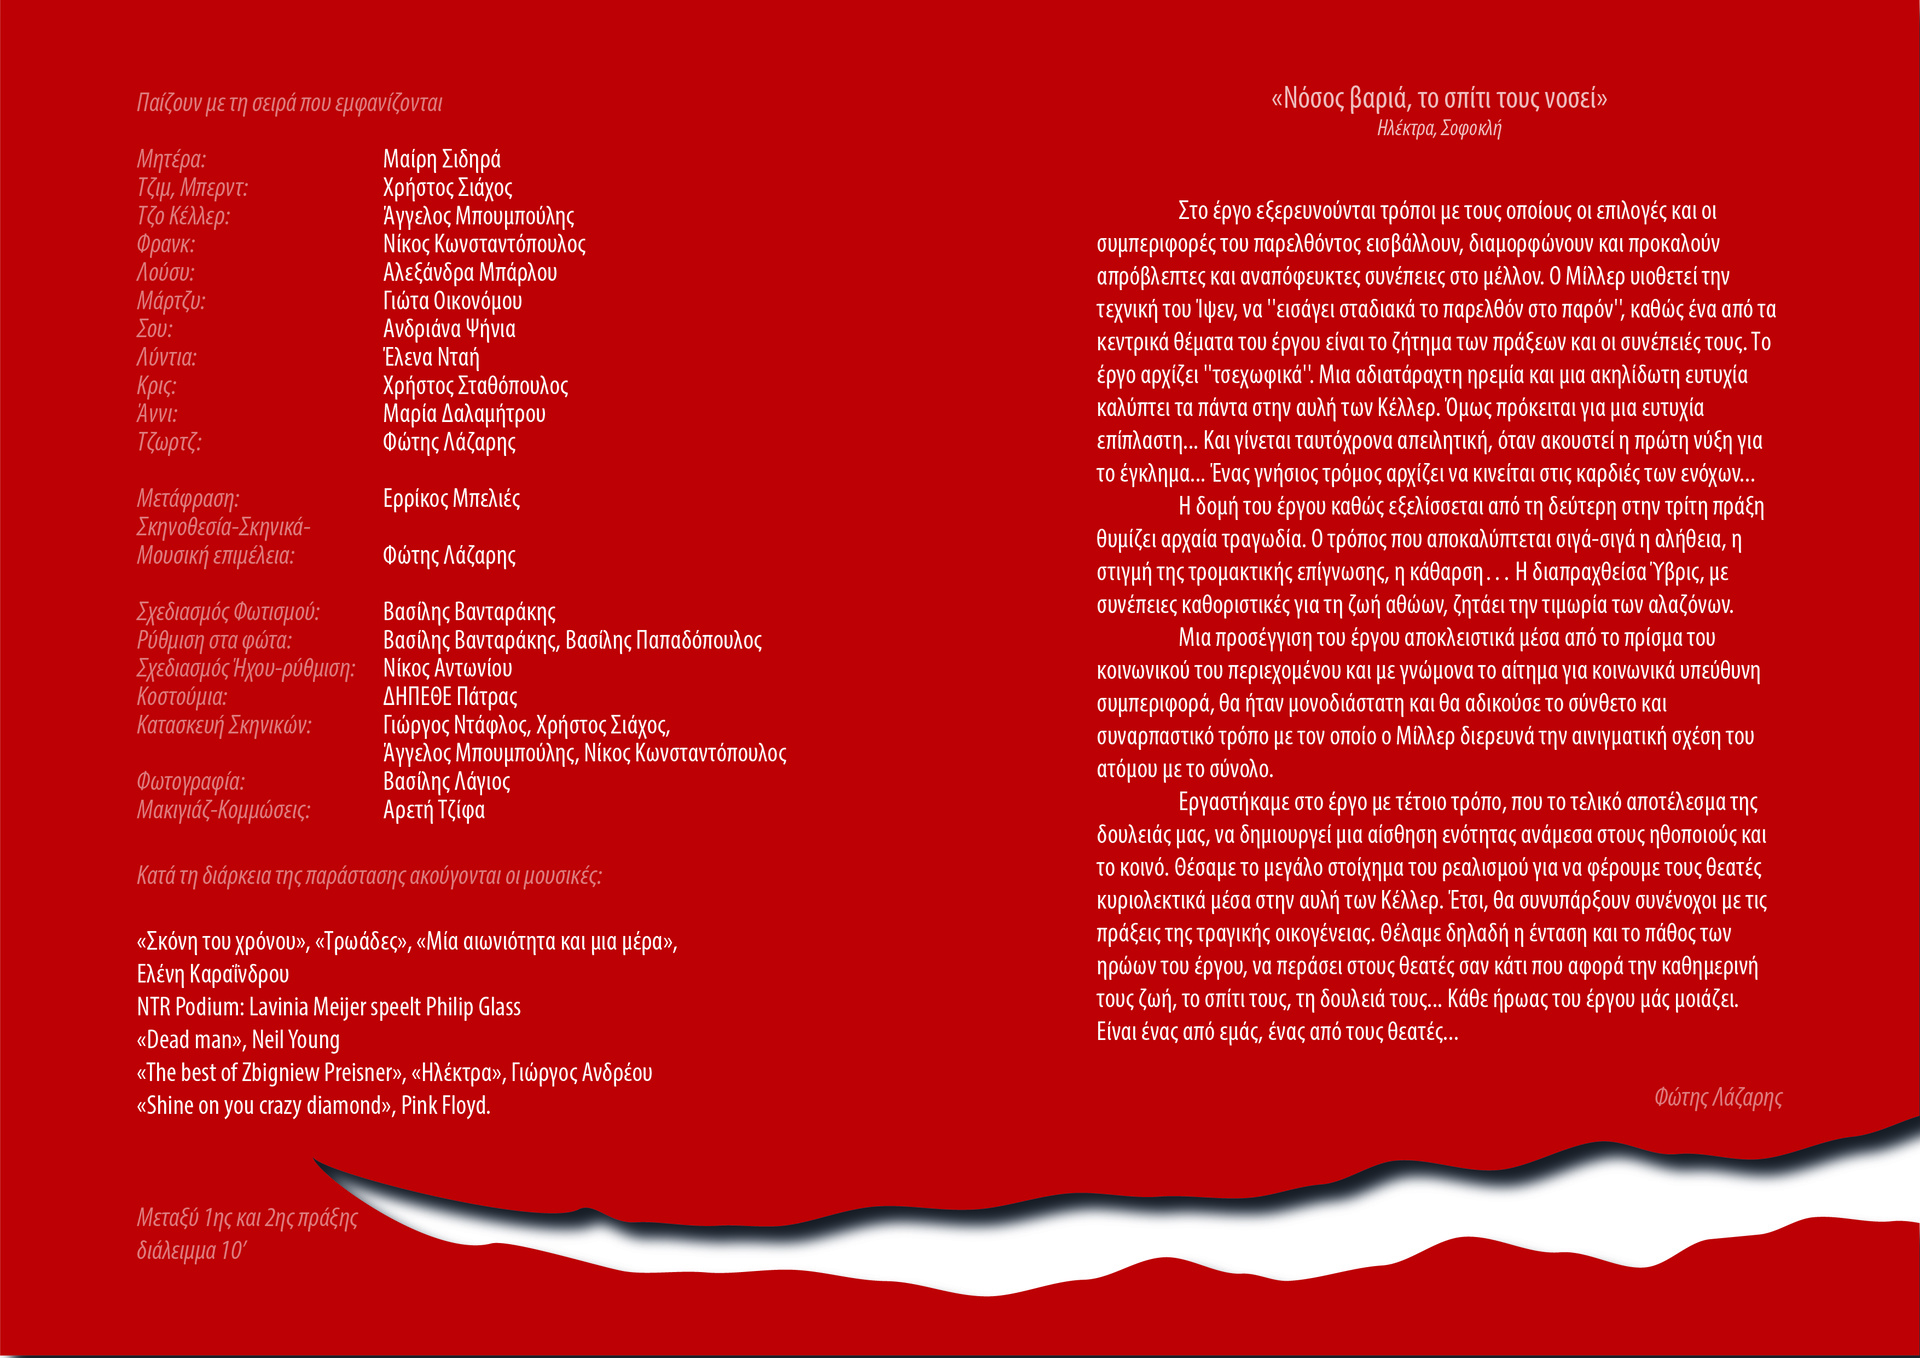 Παίζουν με τη σειρά που εμφανίζονται
Μητέρα: Μαίρη Σιδηρά
Τζιμ, Μπερντ: Χρήστος Σιάχος
Τζο Κέλλερ: Άγγελος Μπουμπούλης
Φρανκ: Νίκος Κωνσταντόπουλος
Λούσυ: Αλεξάνδρα Μπάρλου
Μάρτζυ: Γιώτα Οικονόμου
Σου: Ανδριάνα Ψήνια
Λύντια: Έλενα Νταή
Κρις: Χρήστος Σταθόπουλος
Άννι: Μαρία Δαλαμήτρου
Τζωρτζ: Φώτης Λάζαρης
Μετάφραση: Ερρίκος Μπελιές
Σκηνοθεσία-Σκηνικά-
Μουσική επιμέλεια: Φώτης Λάζαρης
Σχεδιασμός Φωτισμού: Βασίλης Βανταράκης
Ρύθμιση στα φώτα: Βασίλης Βανταράκης, Βασίλης Παπαδόπουλος
Σχεδιασμός Ήχου-ρύθμιση: Νίκος Αντωνίου
Κοστούμια: ΔΗΠΕΘΕ Πάτρας
Κατασκευή Σκηνικών: Γιώργος Ντάφλος, Χρήστος Σιάχος,
Άγγελος Μπουμπούλης, Νίκος Κωνσταντόπουλος
Φωτογραφία: Βασίλης Λάγιος
Μακιγιάζ-Κομμώσεις: Αρετή Τζίφα
Κατά τη διάρκεια της παράστασης ακούγονται οι μουσικές:
«Σκόνη του χρόνου», «Τρωάδες», «Μία αιωνιότητα και μια μέρα»,
Ελένη Καραΐνδρου
NTR Podium: Lavinia Meijer speelt Philip Glass
«Dead man», Neil Young
«The best of Zbigniew Preisner», «Ηλέκτρα», Γιώργος Ανδρέου
«Shine on you crazy diamond», Pink Floyd.
Μεταξύ 1ης και 2ης πράξης
διάλειμμα 10′
«Νόσος βαριά, το σπίτι τους νοσεί»
Ηλέκτρα, Σοφοκλή
Στο έργο εξερευνούνται τρόποι με τους οποίους οι επιλογές και οι
συμπεριφορές του παρελθόντος εισβάλλουν, διαμορφώνουν και προκαλούν
απρόβλεπτες και αναπόφευκτες συνέπειες στο μέλλον. Ο Μίλλερ υιοθετεί την
τεχνική του Ίψεν, να "εισάγει σταδιακά το παρελθόν στο παρόν", καθώς ένα από τα
κεντρικά θέματα του έργου είναι το ζήτημα των πράξεων και οι συνέπειές τους. Το
έργο αρχίζει "τσεχωφικά". Μια αδιατάραχτη ηρεμία και μια ακηλίδωτη ευτυχία
καλύπτει τα πάντα στην αυλή των Κέλλερ. Όμως πρόκειται για μια ευτυχία
επίπλαστη... Και γίνεται ταυτόχρονα απειλητική, όταν ακουστεί η πρώτη νύξη για
το έγκλημα... Ένας γνήσιος τρόμος αρχίζει να κινείται στις καρδιές των ενόχων...
Η δομή του έργου καθώς εξελίσσεται από τη δεύτερη στην τρίτη πράξη
θυμίζει αρχαία τραγωδία. Ο τρόπος που αποκαλύπτεται σιγά-σιγά η αλήθεια, η
στιγμή της τρομακτικής επίγνωσης, η κάθαρση… Η διαπραχθείσα Ύβρις, με
συνέπειες καθοριστικές για τη ζωή αθώων, ζητάει την τιμωρία των αλαζόνων.
Μια προσέγγιση του έργου αποκλειστικά μέσα από το πρίσμα του
κοινωνικού του περιεχομένου και με γνώμονα το αίτημα για κοινωνικά υπεύθυνη
συμπεριφορά, θα ήταν μονοδιάστατη και θα αδικούσε το σύνθετο και
συναρπαστικό τρόπο με τον οποίο ο Μίλλερ διερευνά την αινιγματική σχέση του
ατόμου με το σύνολο.
Εργαστήκαμε στο έργο με τέτοιο τρόπο, που το τελικό αποτέλεσμα της
δουλειάς μας, να δημιουργεί μια αίσθηση ενότητας ανάμεσα στους ηθοποιούς και
το κοινό. Θέσαμε το μεγάλο στοίχημα του ρεαλισμού για να φέρουμε τους θεατές
κυριολεκτικά μέσα στην αυλή των Κέλλερ. Έτσι, θα συνυπάρξουν συνένοχοι με τις
πράξεις της τραγικής οικογένειας. Θέλαμε δηλαδή η ένταση και το πάθος των
ηρώων του έργου, να περάσει στους θεατές σαν κάτι που αφορά την καθημερινή
τους ζωή, το σπίτι τους, τη δουλειά τους... Κάθε ήρωας του έργου μάς μοιάζει.
Είναι ένας από εμάς, ένας από τους θεατές...
Φώτης Λάζαρης